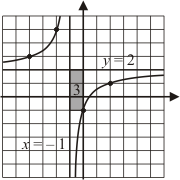 y = 2
3
x = – 1